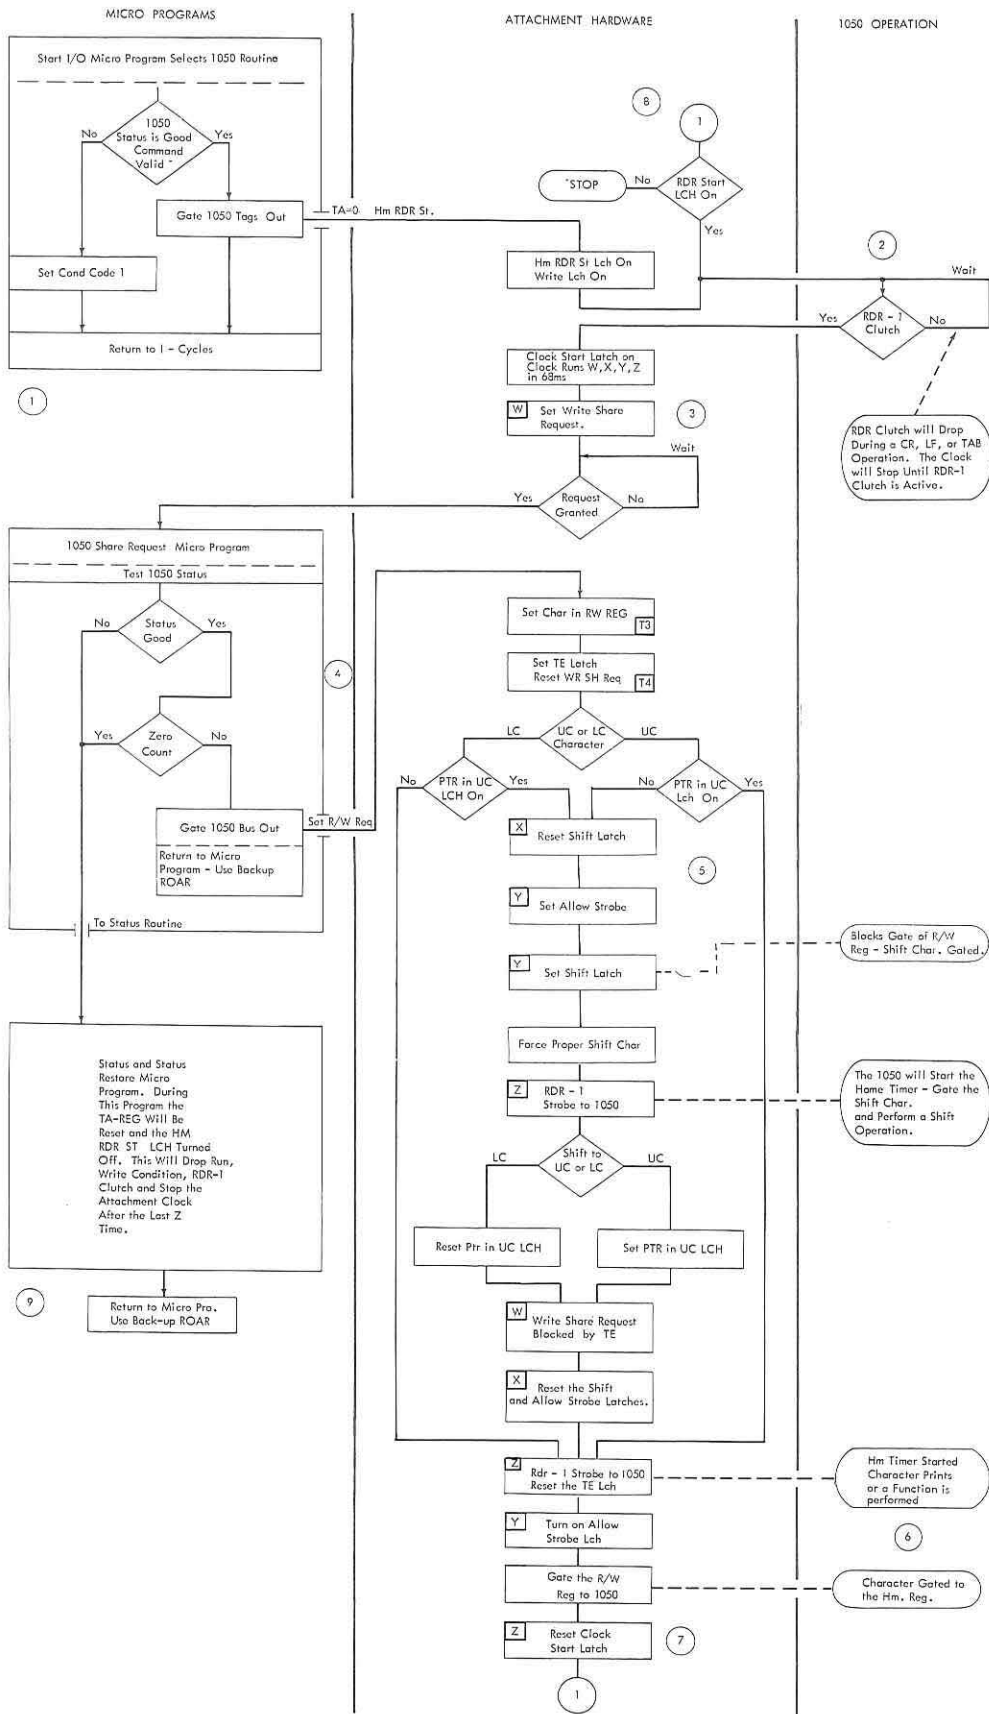 MICRO PROGRAMS
ATTACHMENT HARDWARE
1050 OPERATION
Start I/O Micro Program Selects 1050 Routine
1050
Status is Good
Command
Valid
No
Yes
Gate 1050 Tags Out
TA=0 Hm RDR St.
Set Cond Code 1
Return to I - Cycles
1
8
1
RDR Start
LCH On
No
STOP
Yes
Hm RDR St Lch On
Write Lch On
2
Wait
RDR - 1
Clutch
Yes
No
Clock Start Latch on
Clock Runs W,X,Y,Z
in 68ms
W
Set Write Share
Request.
3
Wait
Request
Granted
Yes
No
RDR Clutch will Drop
During a CR, LF, or TAB
Operation. The Clock
will Stop Until RDR-1
Clutch is Active.
1050 Share Request Micro Program
Test 1050 Status
Status
Good
No
Yes
4
Zero
Count
Yes
No
Gate 1050 Bus Out
Set R/W Req
Return to Micro
Program - Use Backup
ROAR
To Status Routine
Set Char in RW REG
T3
Set TE Latch
Reset WR SH Req
T4
UC or LC
Character
LC
UC
PTR in UC
LCH On
No
Yes
PTR in UC
Lch On
No
Yes
X
Reset Shift Latch
5
Y
Set Allow Strobe
Y
Set Shift Latch
Blocks Gate of R/W
Reg - Shift Char. Gated.
Force Proper Shift Char
Z
RDR - 1
Strobe to 1050
The 1050 will Start the
Home Timer - Gate the
Shift Char.
and Perform a Shift
Operation.
Shift to
UC or LC
LC
UC
Reset Ptr in UC LCH
Set PTR in UC LCH
W
Write Share Request
Blocked by TE
X
Reset the Shift
and Allow Strobe Latches.
Status and Status
Restore Micro
Program. During
This Program the
TA-REG Will Be
Reset and the HM
RDR ST LCH Turned
Off. This Will Drop Run,
Write Condition, RDR-1
Clutch and Stop the
Attachment Clock
After the Last Z
Time.
9
Return to Micro Pro.
Use Back-up ROAR
Z
Rdr - 1 Strobe to 1050
Reset the TE Lch
Hm Timer Started
Character Prints
or a Function is
performed
Y
Turn on Allow
Strobe Lch
6
Gate the R/W
Reg to 1050
Character Gated to
the Hm. Reg.
Z
Reset Clock
Start Latch
7
1